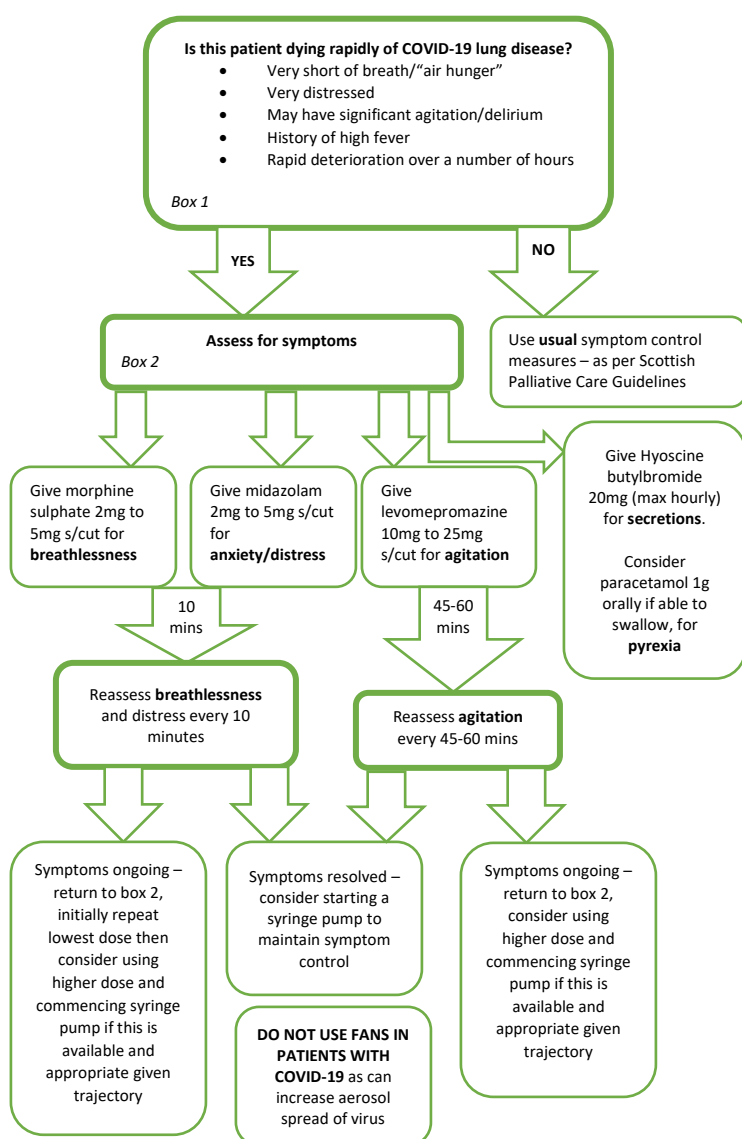 Is this patient dying rapidly of COVID-19 lung disease?
• Very short of breath/“air hunger”
• Very distressed
• May have significant agitation/delirium
• History of high fever
• Rapid deterioration over a number of hours
Box 1
YES
NO
Assess for symptoms
Box 2
Use usual symptom control
measures – as per Scottish
Palliative Care Guidelines
Give morphine
sulphate 2mg to
5mg s/cut for
breathlessness
Give midazolam
2mg to 5mg s/cut
for
anxiety/distress
Give
levomepromazine
10mg to 25mg
s/cut for agitation
Give Hyoscine
butylbromide
20mg (max hourly)
for secretions.
Consider
paracetamol 1g
orally if able to
swallow, for
pyrexia
10
mins
45-60
mins
Reassess breathlessness
and distress every 10
minutes
Reassess agitation
every 45-60 mins
Symptoms ongoing –
return to box 2,
initially repeat
lowest dose then
consider using
higher dose and
commencing syringe
pump if this is
available and
appropriate given
trajectory
Symptoms resolved –
consider starting a
syringe pump to
maintain symptom
control
Symptoms ongoing –
return to box 2,
consider using
higher dose and
commencing syringe
pump if this is
available and
appropriate given
trajectory
DO NOT USE FANS IN
PATIENTS WITH
COVID-19 as can
increase aerosol
spread of virus